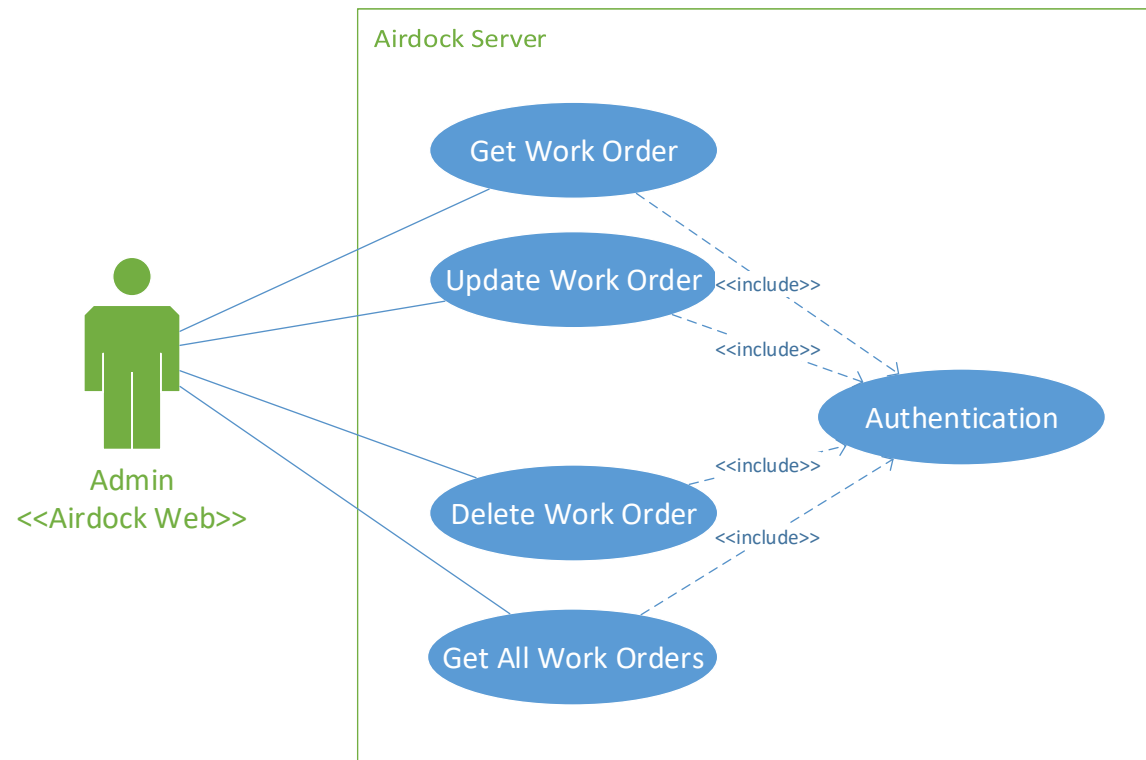 Airdock Server
Get Work Order
Update Work Order
<<include>>
<<include>>
Authentication
Admin
<<Airdock Web>>
Delete Work Order
<<include>>
<<include>>
Get All Work Orders